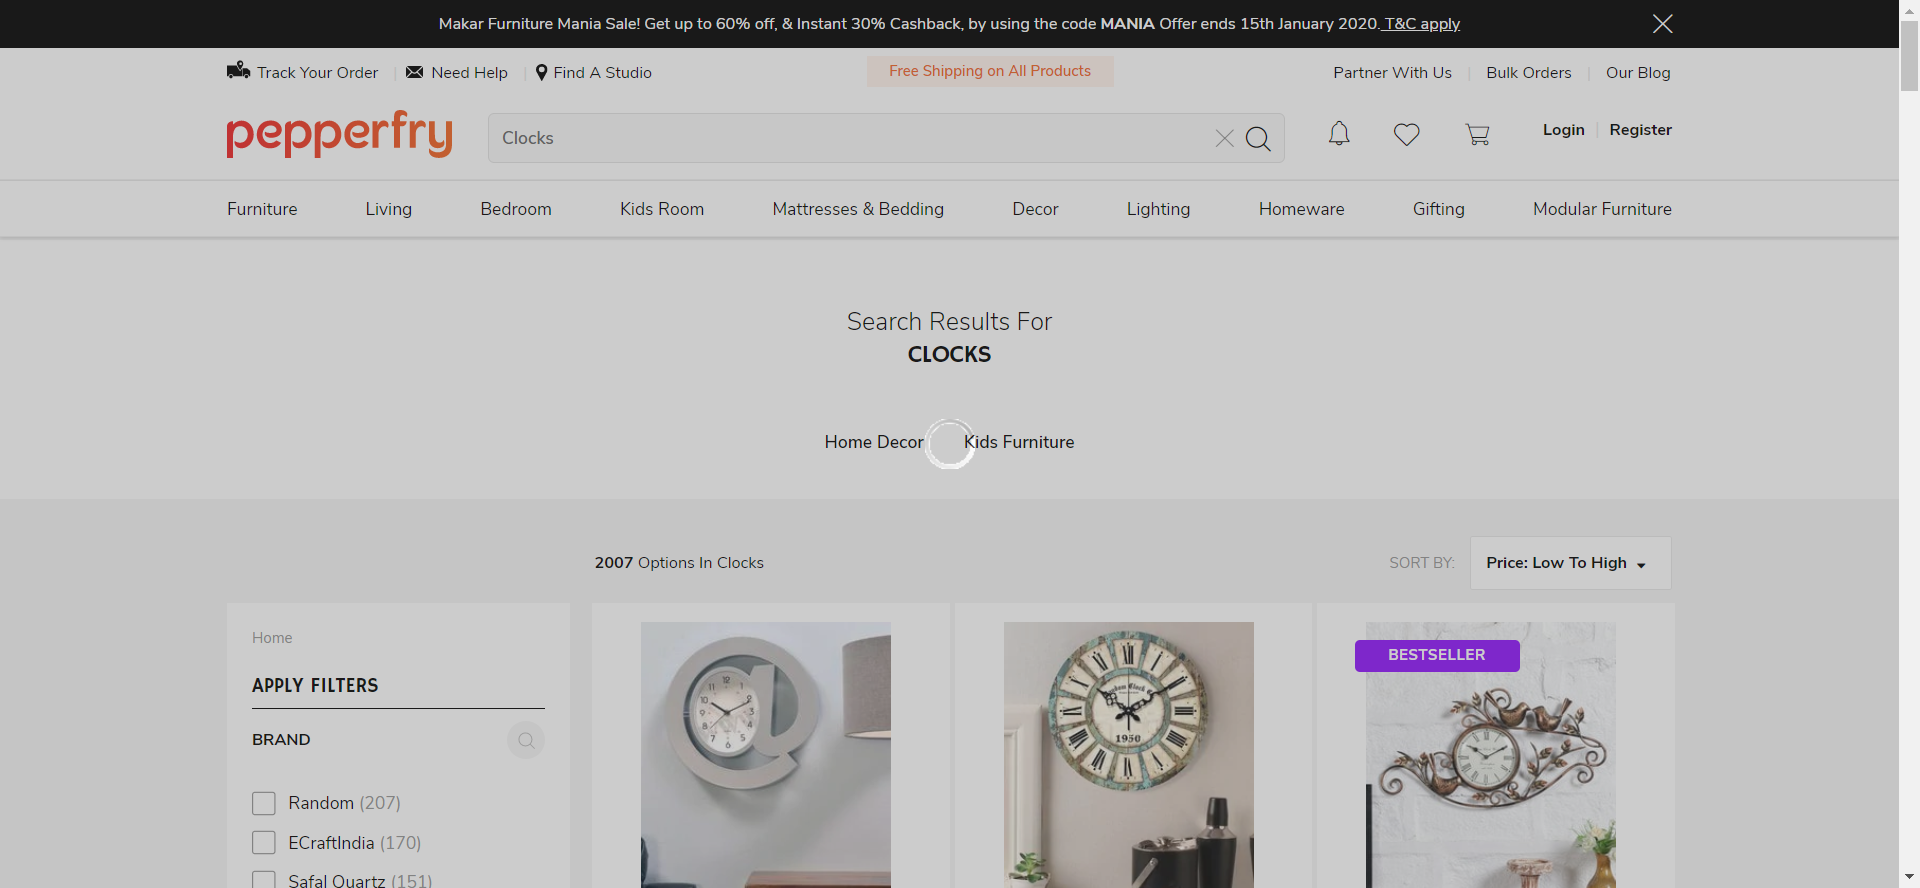 Makar Furniture Mania Sale! Get up to 60% off, & Instant 30% Cashback, by using the code MANIA Offer ends 15th January 2020. T&C apply
Track Your Order
Need Help
Find A Studio
Free Shipping on All Products
Partner With Us
Bulk Orders
Our Blog
pepperfry
Clocks
Login
Register
Furniture
Living
Bedroom
Kids Room
Mattresses & Bedding
Decor
Lighting
Homeware
Gifting
Modular Furniture
Search Results For
CLOCKS
Home Decor
Kids Furniture
2007 Options In Clocks
SORT BY:
Price: Low To High
Home
APPLY FILTERS
BRAND
Random (207)
ECraftIndia (170)
Safal Quartz (151)
BESTSELLER
1950